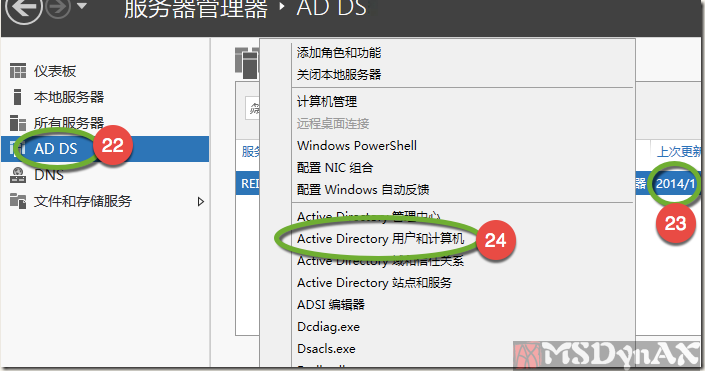 服务器管理器 · AD DS
仪表板
本地服务器
所有服务器
AD DS
22
DNS
文件和存储服务
添加角色和功能
关闭本地服务器
计算机管理
远程桌面连接
Windows PowerShell
配置 NIC 组合
配置 Windows 自动反馈
Active Directory 管理中心
Active Directory 用户和计算机
24
Active Directory 域和信任关系
Active Directory 站点和服务
ADSI 编辑器
Dcdiag.exe
Dsacls.exe
上次更新
2014/1
23
MSDynAX